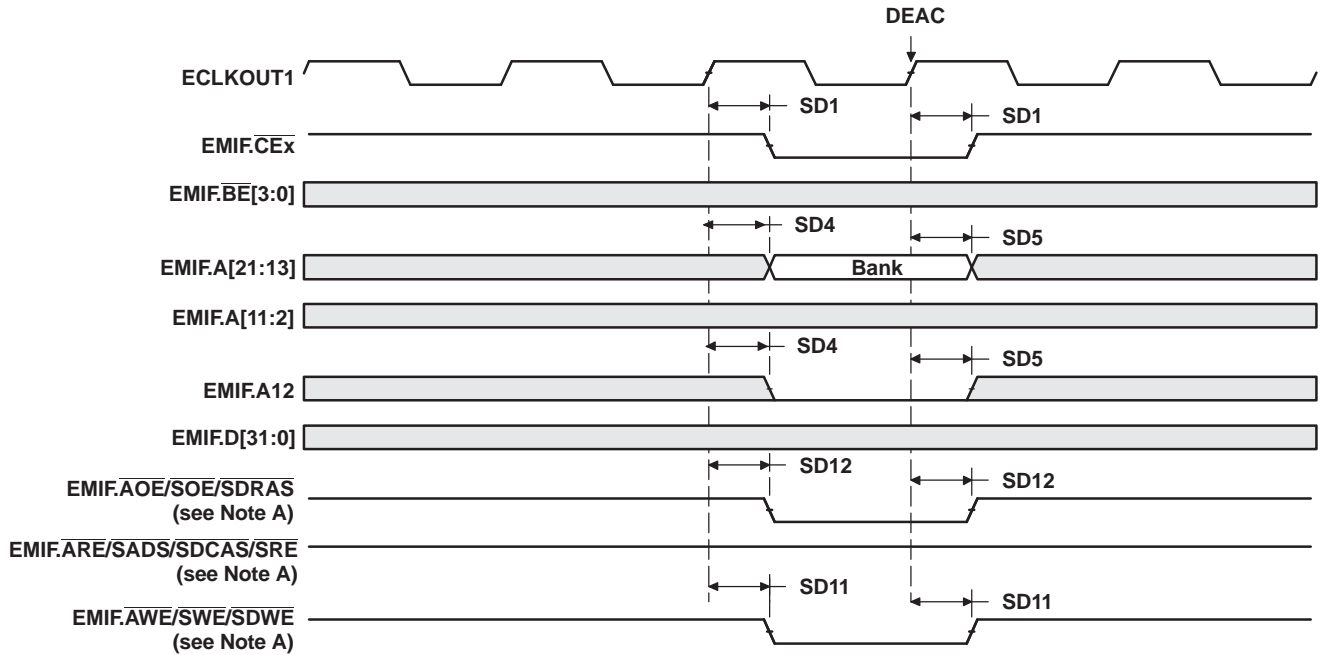 DEAC
ECLKOUT1
SD1
SD1
EMIF.CEx
EMIF.BE[3:0]
SD4
SD5
EMIF.A[21:13]
Bank
EMIF.A[11:2]
SD4
SD5
EMIF.A12
EMIF.D[31:0]
SD12
SD12
EMIF.AOE/SOE/SDRAS
(see Note A)
EMIF.ARE/SADS/SDCAS/SRE
(see Note A)
SD11
SD11
EMIF.AWE/SWE/SDWE
(see Note A)